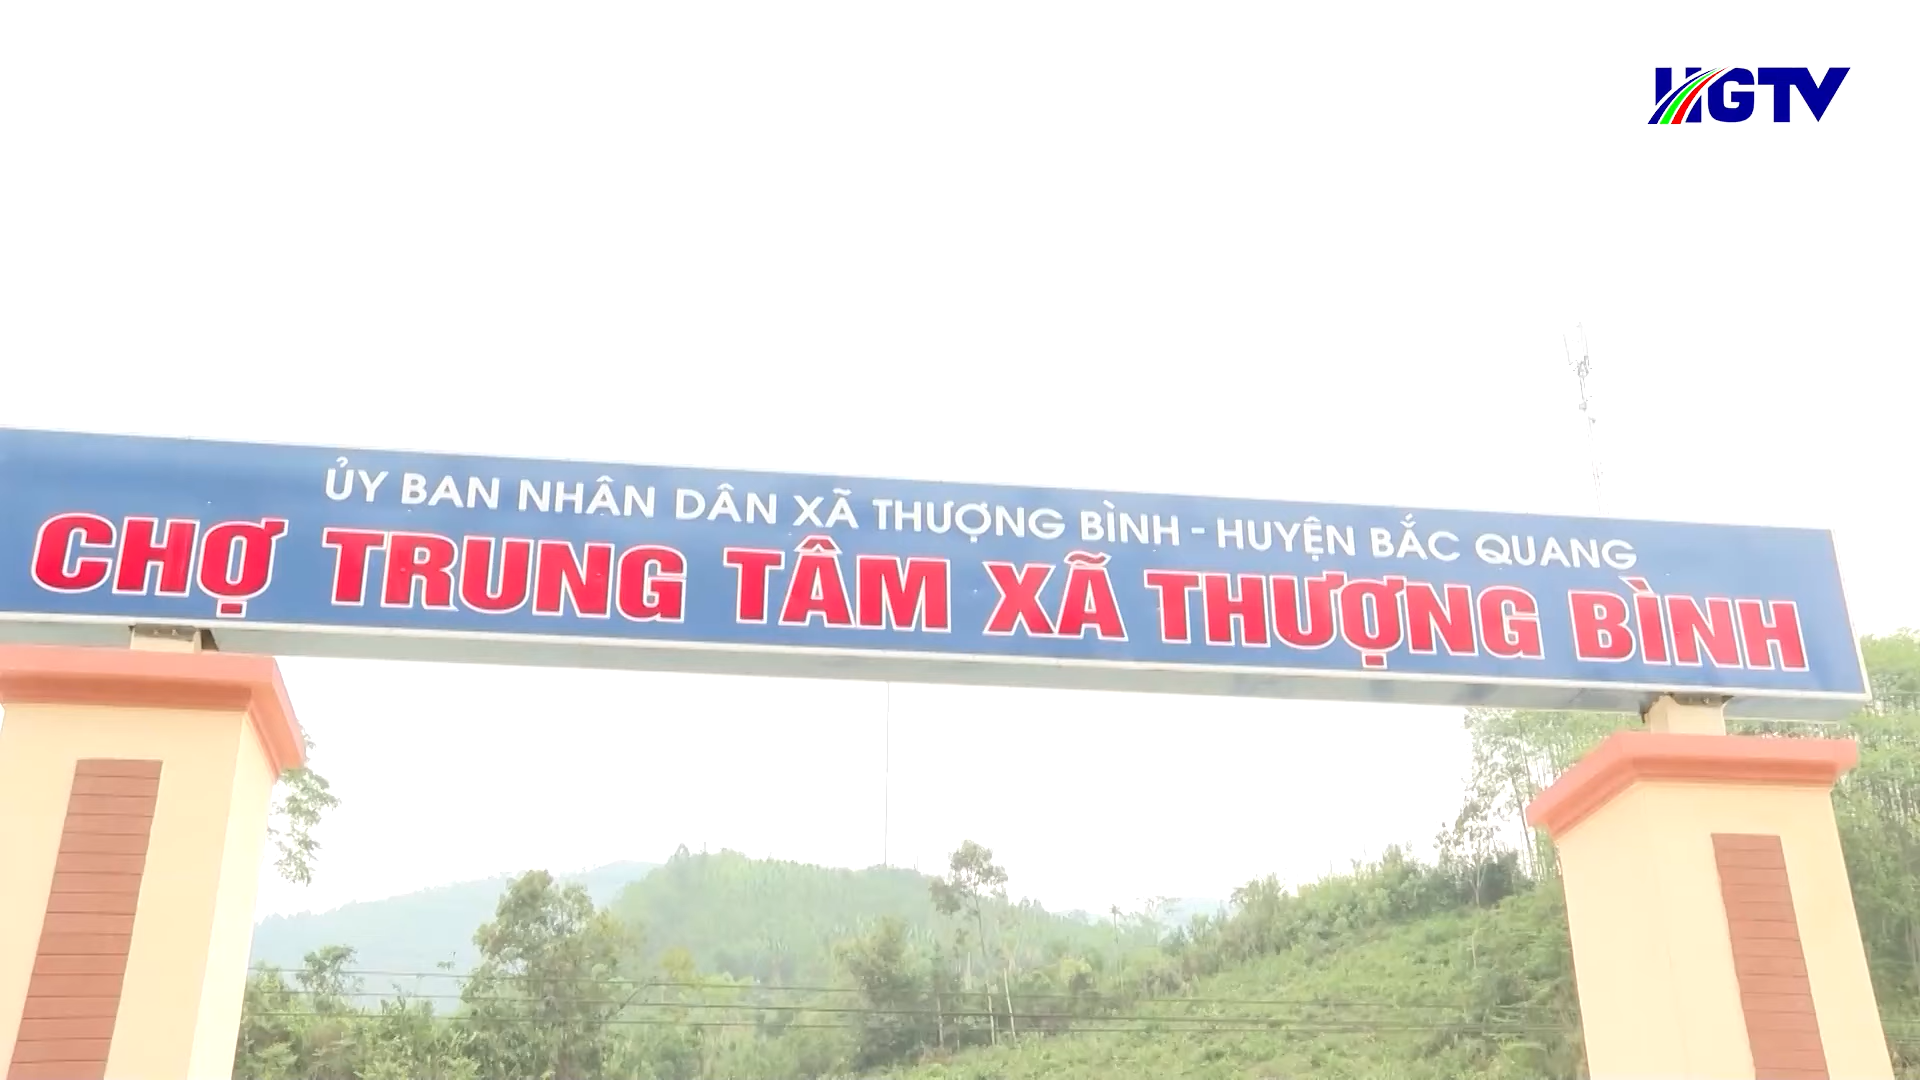 HGTV
ỦY BAN NHÂN DÂN XÃ THƯỢNG BÌNH - HUYỆN BẮC QUANG
CHỢ TRUNG TÂM XÃ THƯỢNG BÌNH